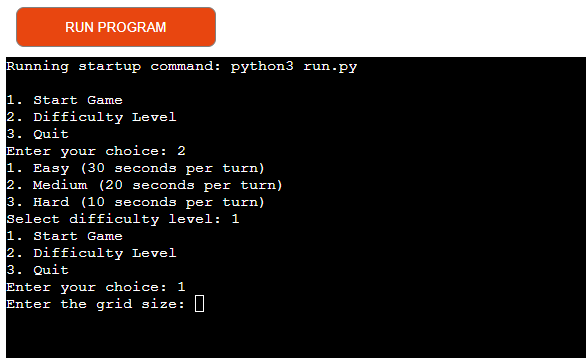 RUN PROGRAM
Running startup command: python3 run.py
1. Start Game
2. Difficulty Level
3. Quit
Enter your choice: 2
1. Easy (30 seconds per turn)
2. Medium (20 seconds per turn)
3. Hard (10 seconds per turn)
Select difficulty level: 1
1. Start Game
2. Difficulty Level
3. Quit
Enter your choice: 1
Enter the grid size: